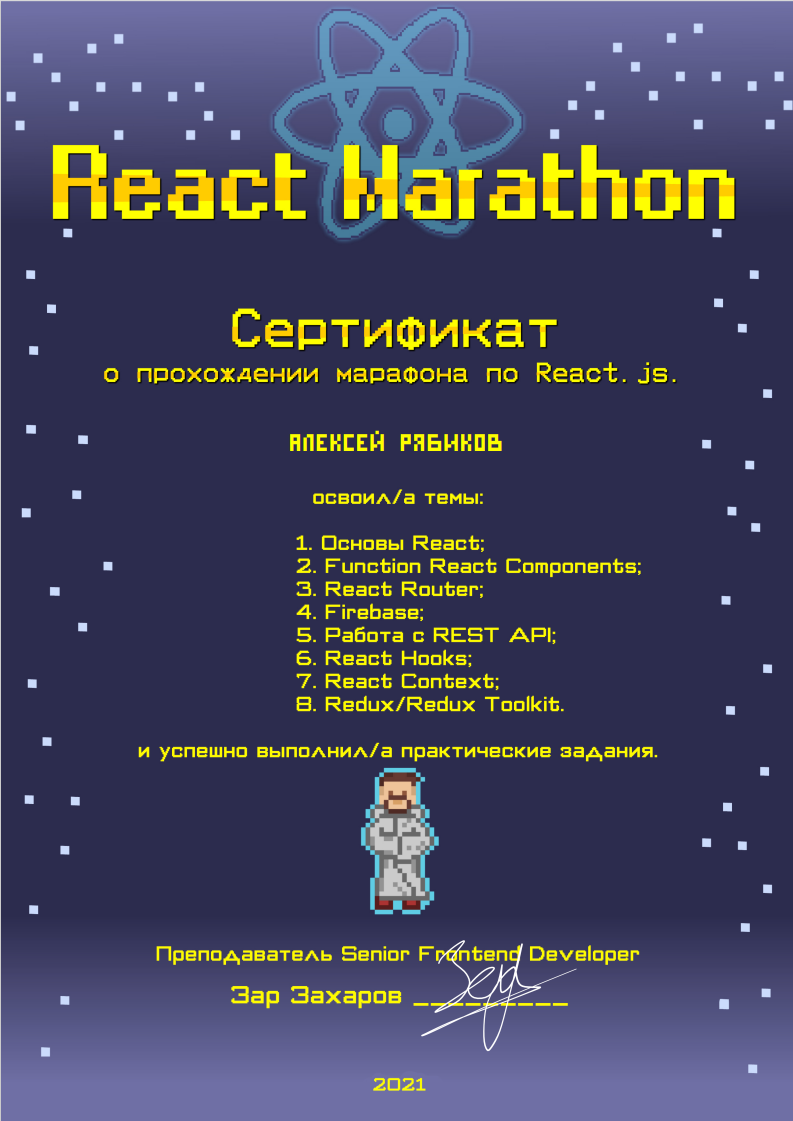 React Marathon
Сертификат
о прохождении марафона по React.js.
АЛЕКСЕЙ РЯБИКОВ
освоил/а темы:
1. Основы React;
2. Function React Components;
3. React Router;
4. Firebase;
5. Работа с REST API;
6. React Hooks;
7. React Context;
8. Redux/Redux Toolkit.
и успешно выполнил/а практические задания.
Преподаватель Senior Frontend Developer
Зар Захаров __________
2021